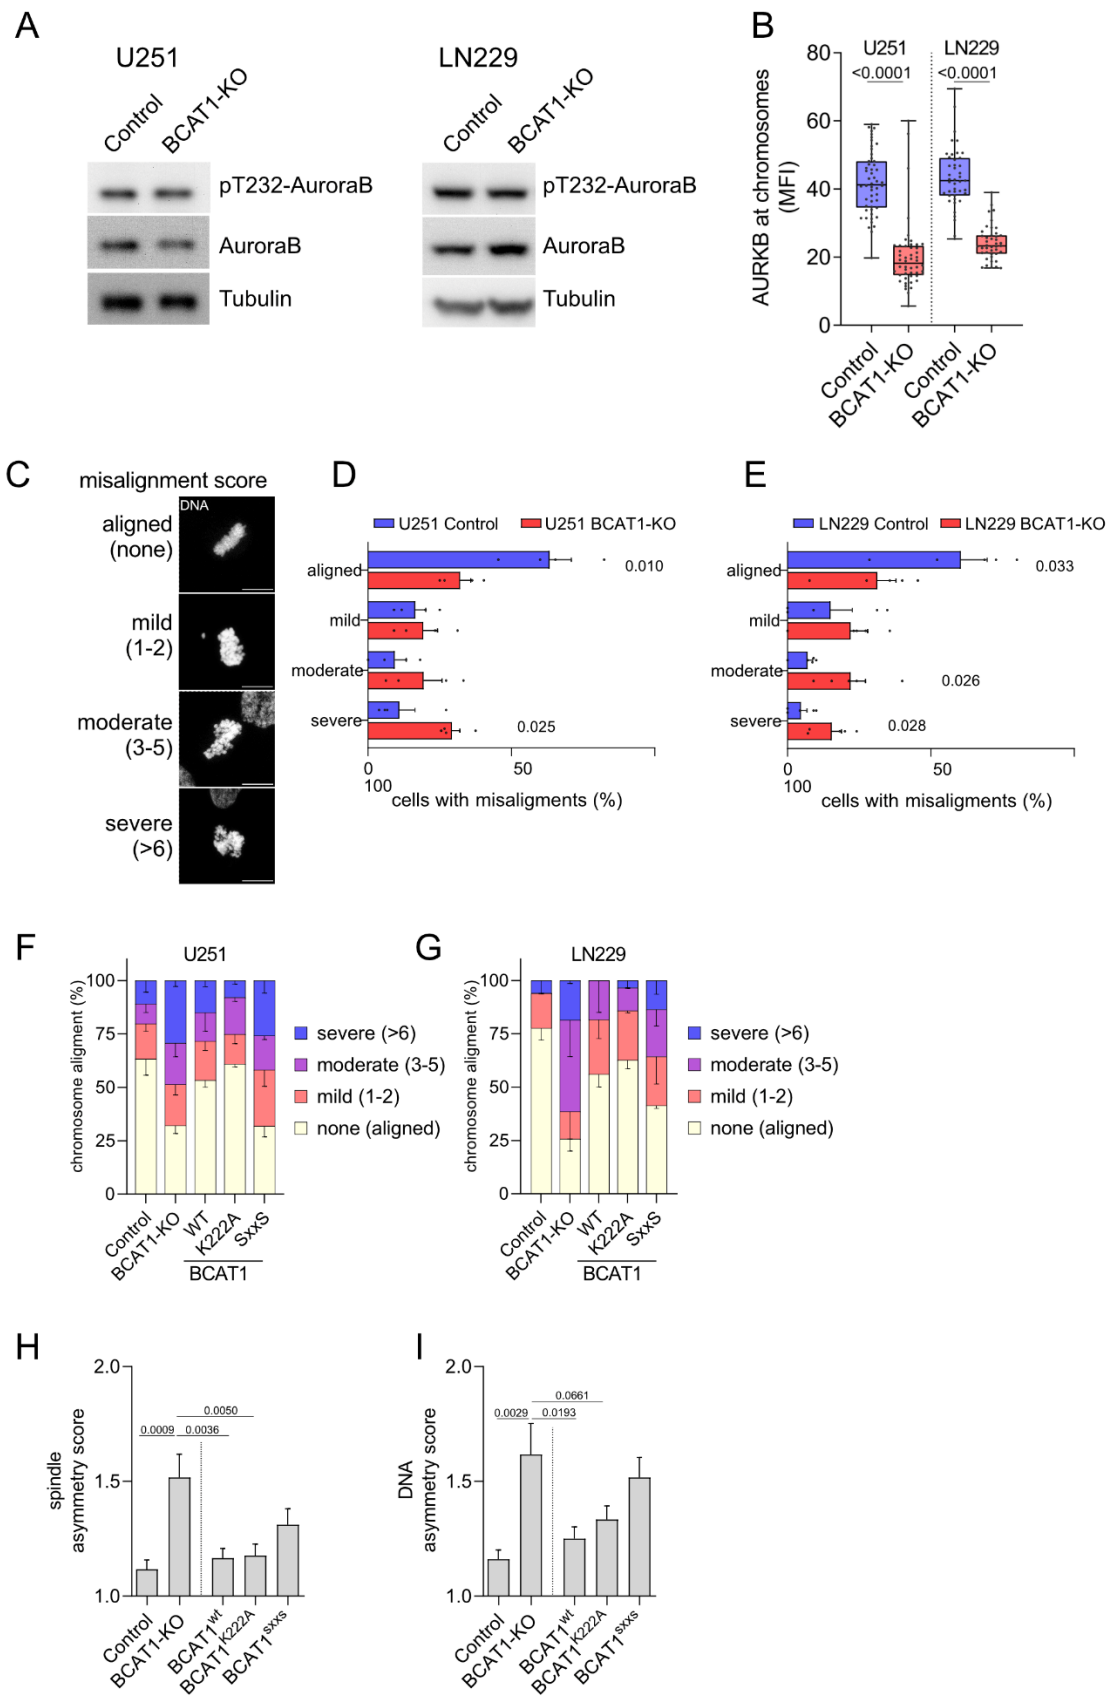 A
U251
Control
BCAT1-KO
pT232-AuroraB
AuroraB
Tubulin
LN229
Control
BCAT1-KO
pT232-AuroraB
AuroraB
Tubulin
B
U251
LN229
<0.0001
<0.0001
80
60
40
20
0
AURKB at chromosomes
(MFI)
Control
BCAT1-KO
Control
BCAT1-KO
C
misalignment score
DNA
aligned
(none)
mild
(1-2)
moderate
(3-5)
severe
(>6)
D
U251 Control
U251 BCAT1-KO
aligned
0.010
mild
moderate
severe
0.025
0
50
100
cells with misaligments (%)
E
LN229 Control
LN229 BCAT1-KO
aligned
0.033
mild
moderate
0.026
severe
0.028
0
50
100
cells with misaligments (%)
F
U251
chromosome aligment (%)
100
75
50
25
0
severe (>6)
moderate (3-5)
mild (1-2)
none (aligned)
Control
BCAT1-KO
WT
K222A
SxxS
BCAT1
G
LN229
chromosome aligment (%)
100
75
50
25
0
severe (>6)
moderate (3-5)
mild (1-2)
none (aligned)
Control
BCAT1-KO
WT
K222A
SxxS
BCAT1
H
spindle
asymmetry score
2.0
1.5
1.0
0.0050
0.0009
0.0036
Control
BCAT1-KO
BCAT1wt
BCAT1K222A
BCAT1sxxs
I
DNA
asymmetry score
2.0
1.5
1.0
0.0661
0.0029
0.0193
Control
BCAT1-KO
BCAT1wt
BCAT1K222A
BCAT1sxxs